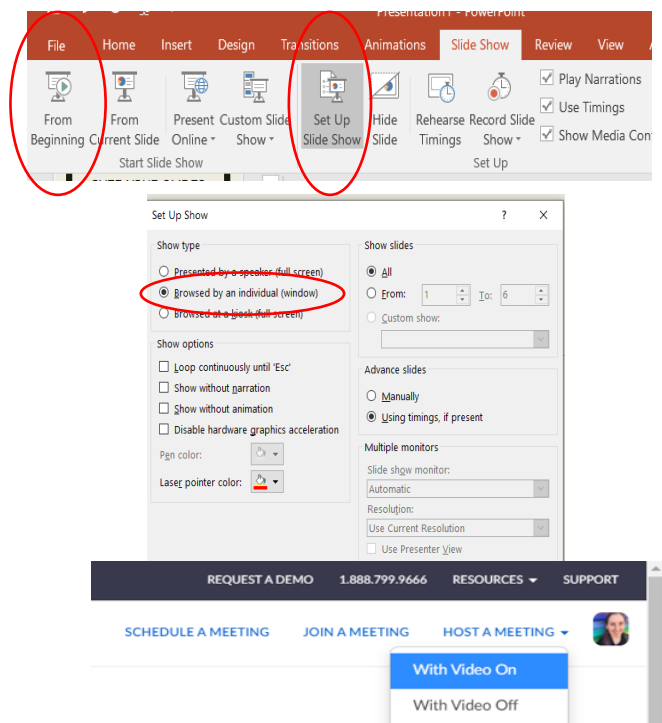 Presentation1 - PowerPoint
File Home Insert Design Transitions Animations Slide Show Review View
From Beginning
From Current Slide
Present Online
Custom Slide Show
Set Up Slide Show
Hide Slide
Rehearse Timings
Record Slide Show
Play Narrations
Use Timings
Show Media Con
Start Slide Show
Set Up
Set Up Show ? X
Show type
Presented by a speaker (full screen)
Browsed by an individual (window)
Browsed at a kiosk (full screen)
Show options
Loop continuously until 'Esc'
Show without narration
Show without animation
Disable hardware graphics acceleration
Pen color:
Laser pointer color:
Show slides
All
From: 1 To: 6
Custom show:
Advance slides
Manually
Using timings, if present
Multiple monitors
Slide show monitor:
Automatic
Resolution:
Use Current Resolution
Use Presenter View
REQUEST A DEMO 1.888.799.9666 RESOURCES SUPPORT
SCHEDULE A MEETING JOIN A MEETING HOST A MEETING
With Video On
With Video Off